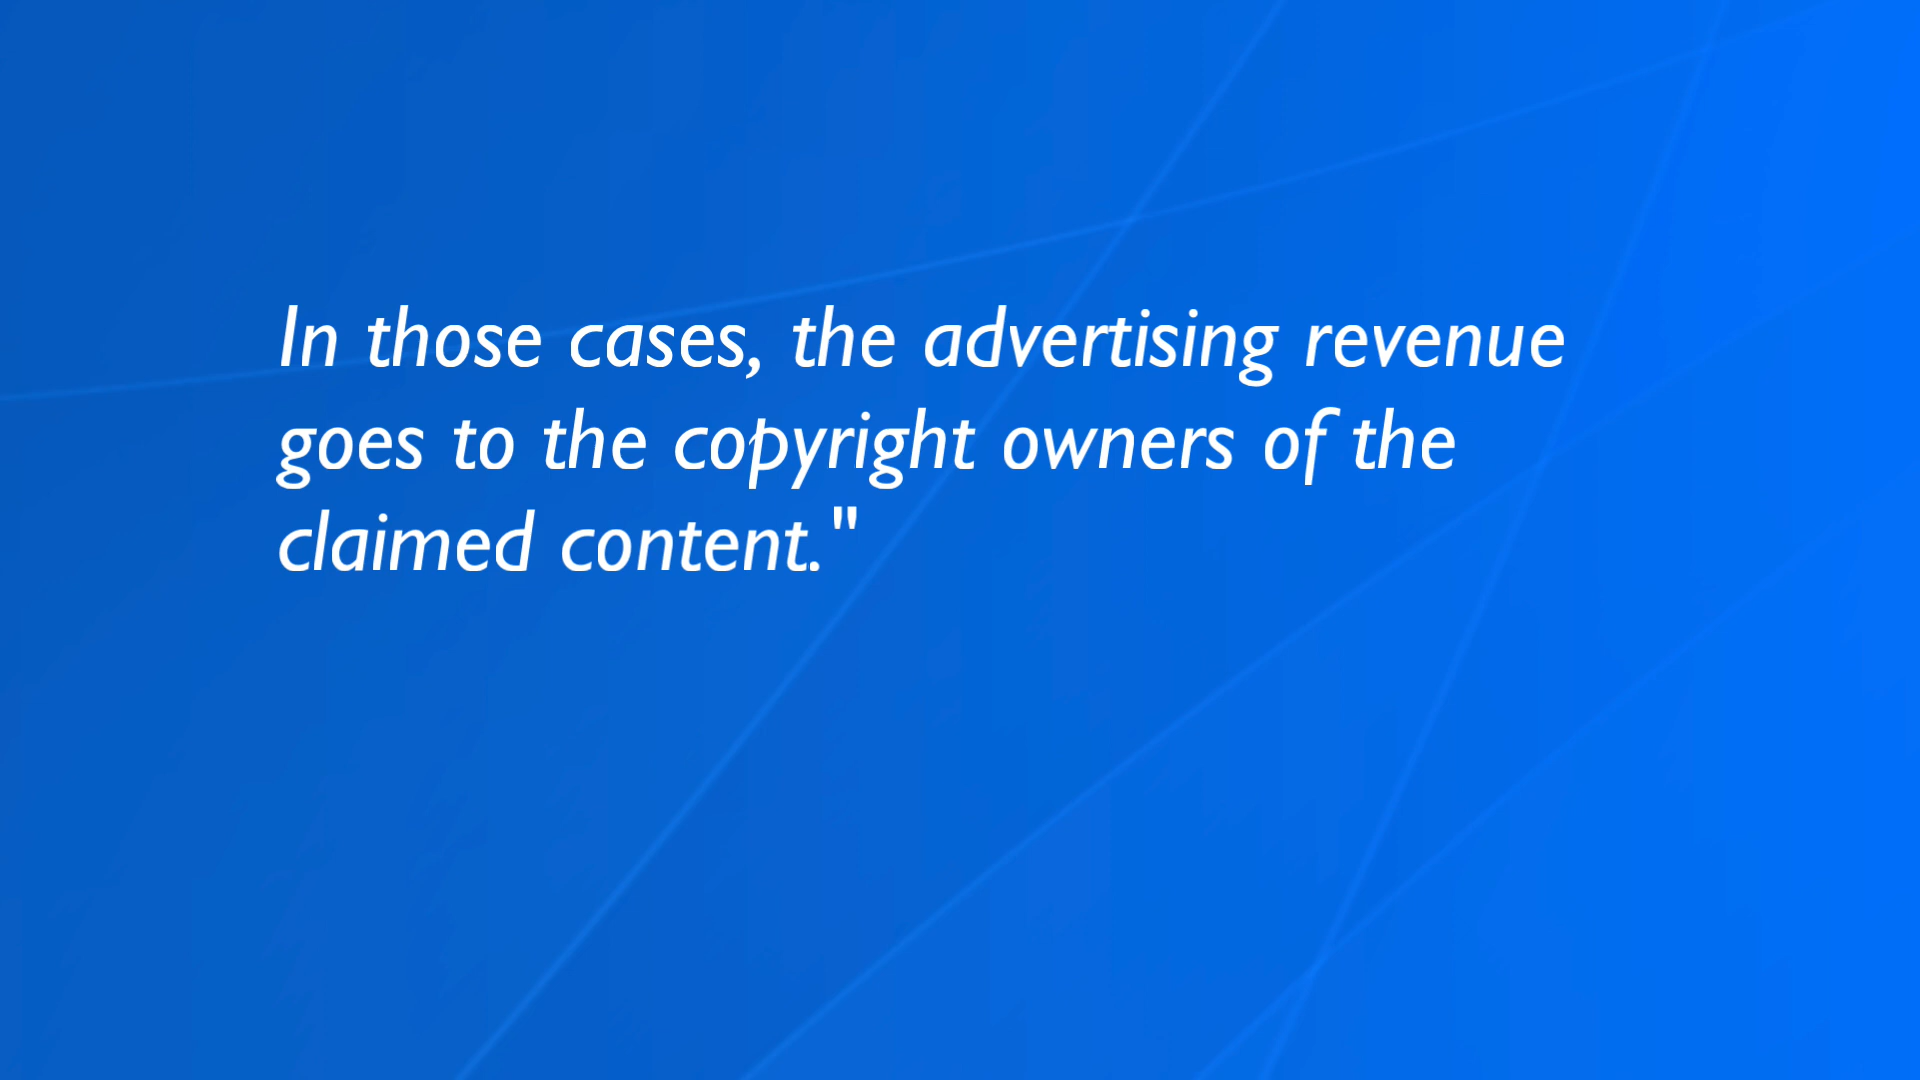 In those cases, the advertising revenue
goes to the copyright owners of the
claimed content."